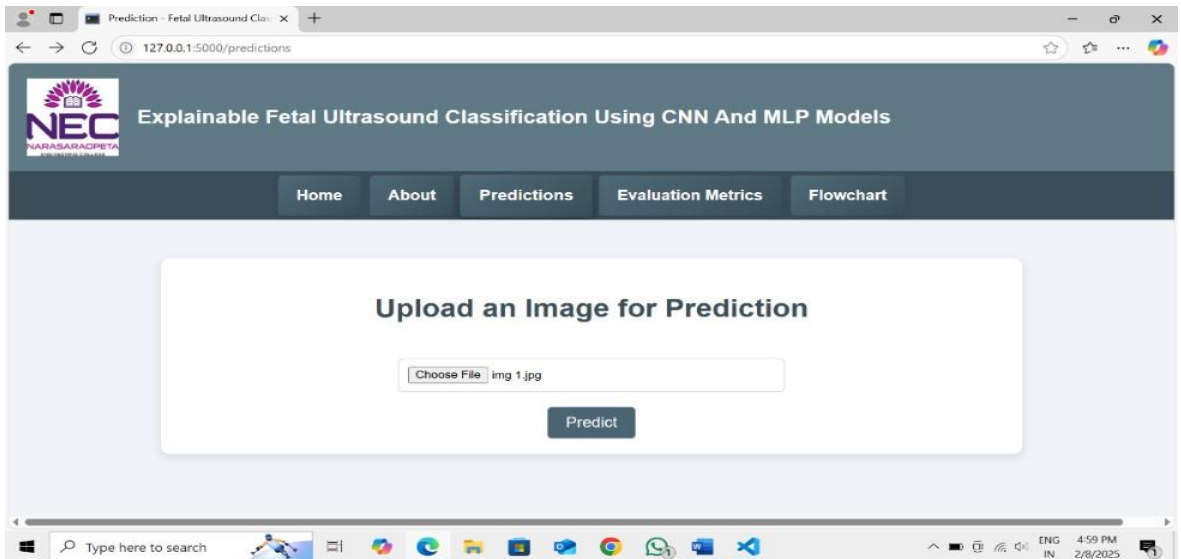 Prediction - Fetal Ultrasound Cla
127.0.0.1:5000/predictions
NEC
NARASARAOPETA
Explainable Fetal Ultrasound Classification Using CNN And MLP Models
Home About Predictions Evaluation Metrics Flowchart
Upload an Image for Prediction
Choose File img 1.jpg
Predict
Type here to search
ENG 4:59 PM
IN 2/8/2025